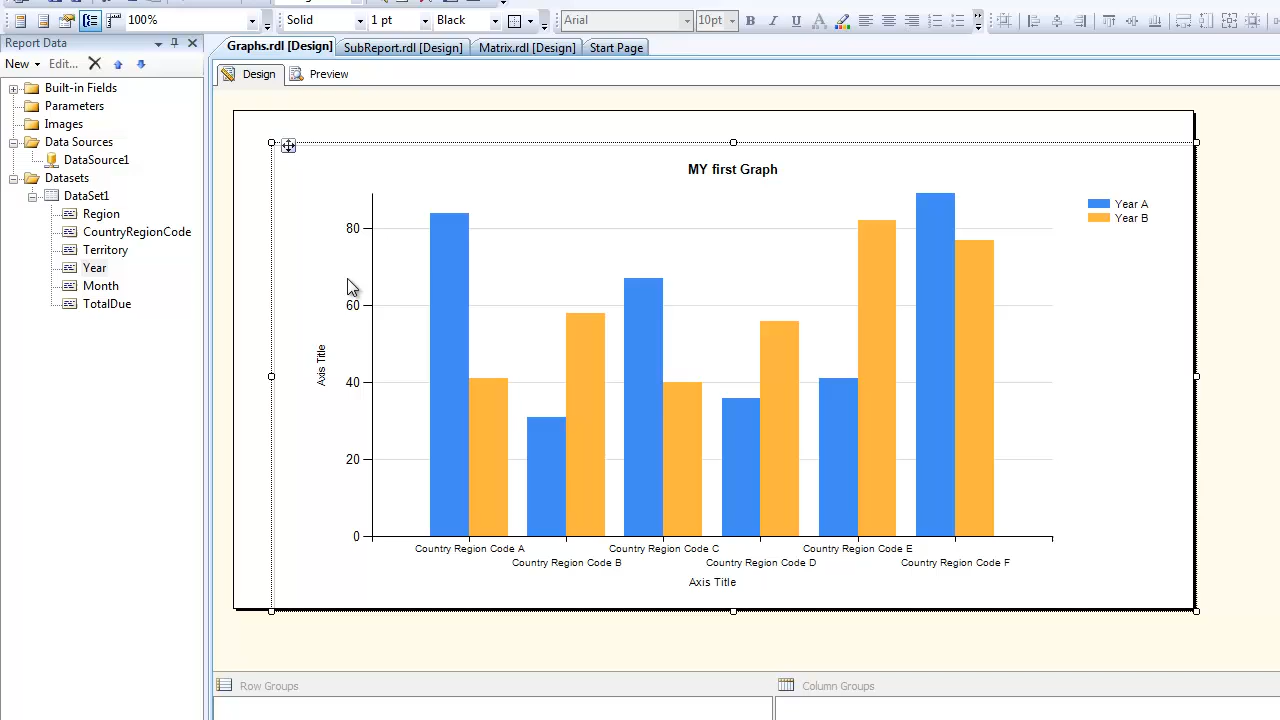 100%
Solid
1 pt
Black
Arial
10pt
B I U A
Report Data
New
Edit...
Built-in Fields
Parameters
Images
Data Sources
DataSource1
Datasets
DataSet1
Region
CountryRegionCode
Territory
Year
Month
TotalDue
Graphs.rdl [Design]
SubReport.rdl [Design]
Matrix.rdl [Design]
Start Page
Design
Preview
MY first Graph
Year A
Year B
80
60
40
20
0
Axis Title
Country Region Code A
Country Region Code B
Country Region Code C
Country Region Code D
Country Region Code E
Country Region Code F
Axis Title
Row Groups
Column Groups